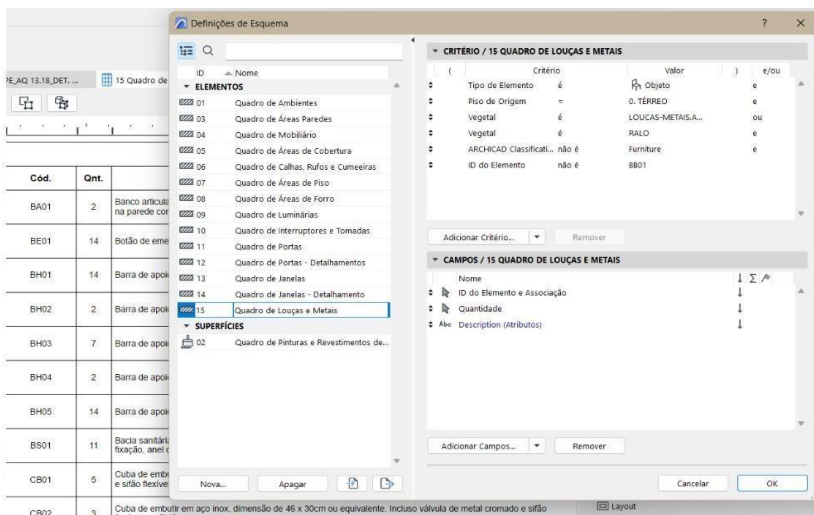 Definições de Esquema
?
PE_AQ 13.18_DET. ...
15 Quadro de
Cód.
Qnt.
BA01
2
Banco articula
na parede con
BE01
14
Botão de eme
BH01
14
Barra de apoi
BH02
2
Barra de apoi
BH03
7
Barra de apoi
BH04
2
Barra de apoi
BH05
14
Barra de apoi
BS01
11
Bacia sanitári
fixação, anel d
CB01
5
Cuba de embu
e sifão flexíve
CB02
3
Cuba de embutir em aço inox, dimensão de 46 x 30cm ou equivalente. Incluso válvula de metal cromado e sifão
ID
Nome
ELEMENTOS
01 Quadro de Ambientes
03 Quadro de Áreas Paredes
04 Quadro de Mobiliário
05 Quadro de Áreas de Cobertura
06 Quadro de Calhas, Rufos e Cumeeiras
07 Quadro de Áreas de Piso
08 Quadro de Áreas de Forro
09 Quadro de Luminárias
10 Quadro de Interruptores e Tomadas
11 Quadro de Portas
12 Quadro de Portas - Detalhamentos
13 Quadro de Janelas
14 Quadro de Janelas - Detalhamento
15 Quadro de Louças e Metais
SUPERFÍCIES
02 Quadro de Pinturas e Revestimentos de...
Nova...
Apagar
CRITÉRIO / 15 QUADRO DE LOUÇAS E METAIS
( Critério Valor ) e/ou
Tipo de Elemento é Objeto e
Piso de Origem = 0. TÉRREO e
Vegetal é LOUCAS-METAIS.A... ou
Vegetal é RALO e
ARCHICAD Classificati... não é Furniture e
ID do Elemento não é BB01
Adicionar Critério...
Remover
CAMPOS / 15 QUADRO DE LOUÇAS E METAIS
Nome
ID do Elemento e Associação
Quantidade
Abc Description (Atributos)
Adicionar Campos...
Remover
Cancelar
OK
Layout